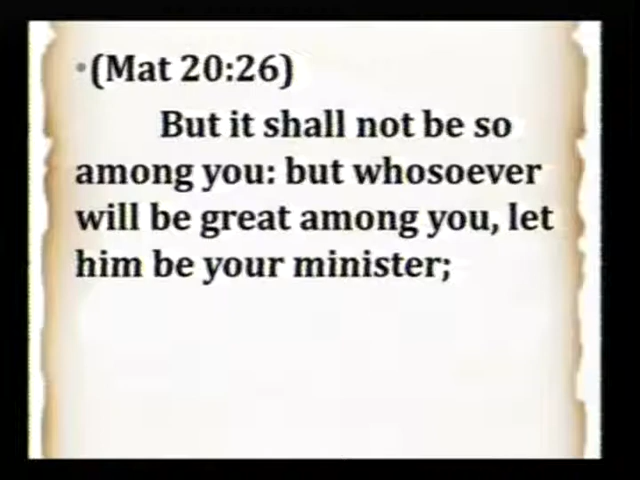 •(Mat 20:26)
But it shall not be so
among you: but whosoever
will be great among you, let
him be your minister;